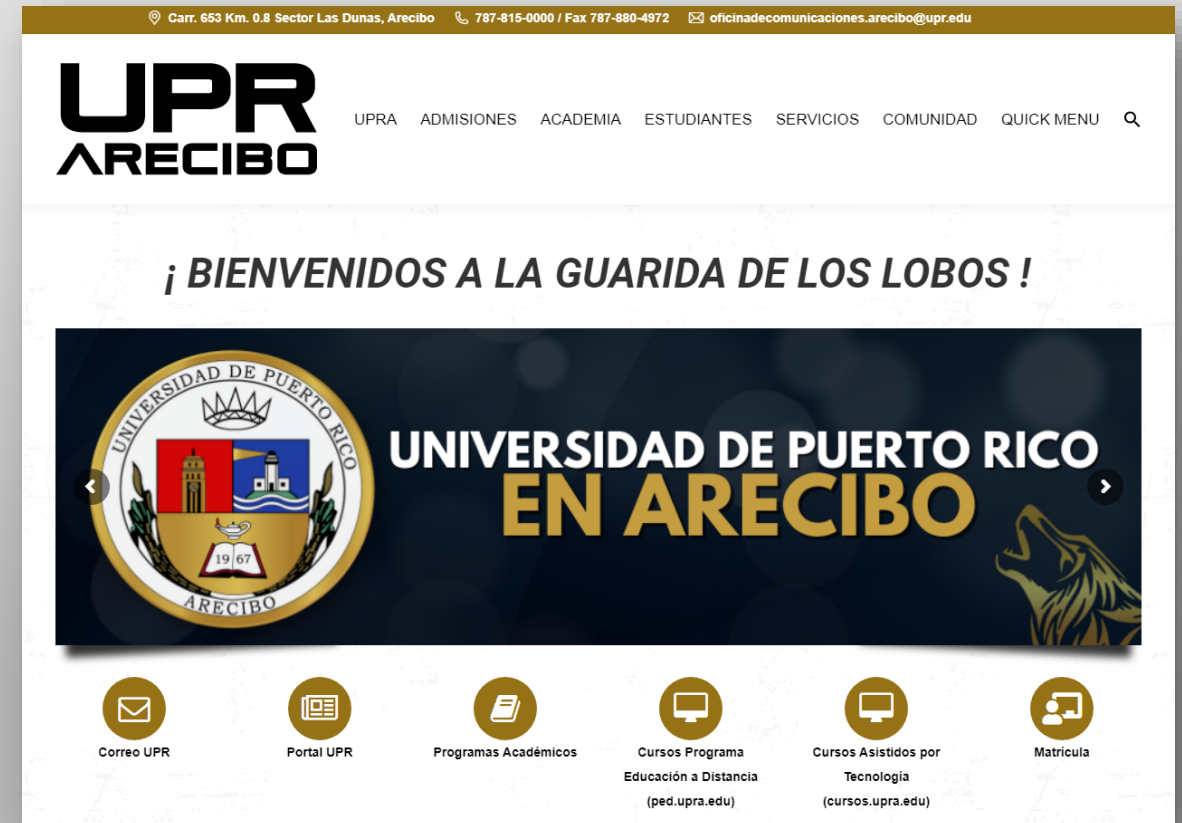 Carr. 653 Km. 0.8 Sector Las Dunas, Arecibo 787-815-0000 / Fax 787-880-4972 oficinadecomunicaciones.arecibo@upr.edu
UPR
ARECIBO
UPRA ADMISIONES ACADEMIA ESTUDIANTES SERVICIOS COMUNIDAD QUICK MENU
¡ BIENVENIDOS A LA GUARIDA DE LOS LOBOS !
UNIVERSIDAD DE PUERTO RICO
19 67
ARECIBO
UNIVERSIDAD DE PUERTO RICO
EN ARECIBO
Correo UPR
Portal UPR
Programas Académicos
Cursos Programa
Educación a Distancia
(ped.upra.edu)
Cursos Asistidos por
Tecnología
(cursos.upra.edu)
Matrícula